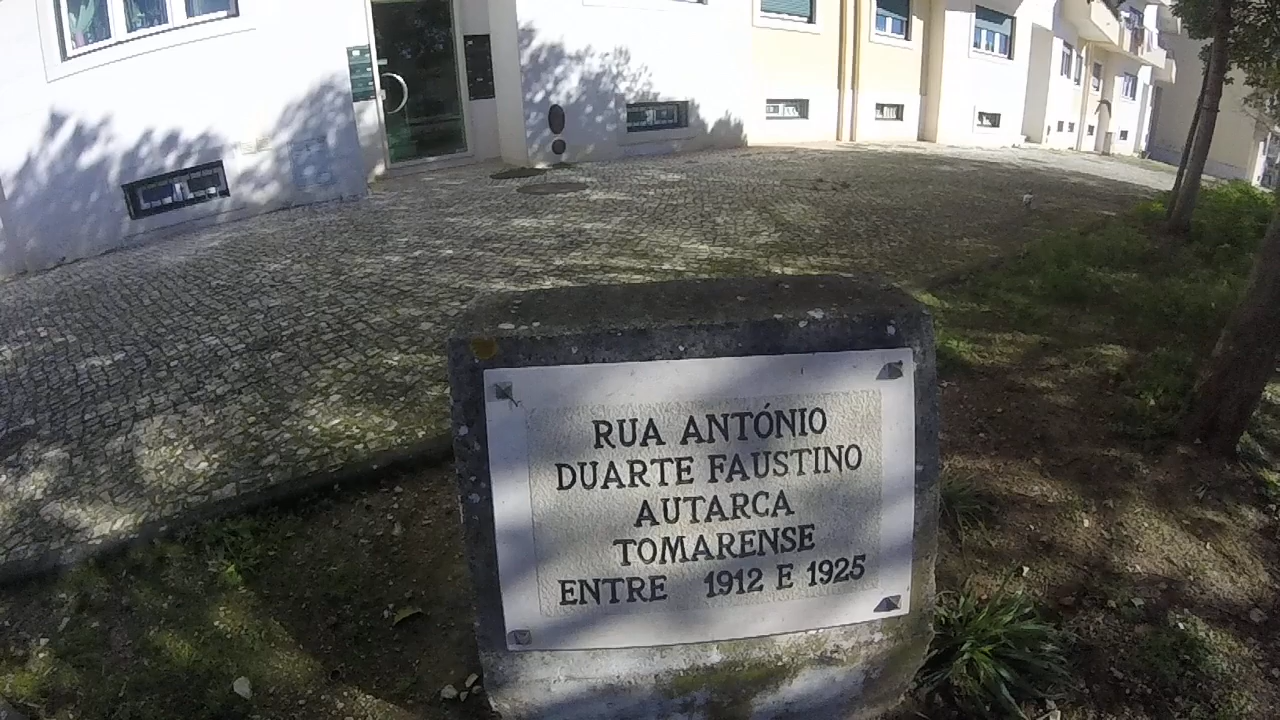 RUA ANTÓNIO
DUARTE FAUSTINO
AUTARCA
TOMARENSE
ENTRE 1912 E 1925